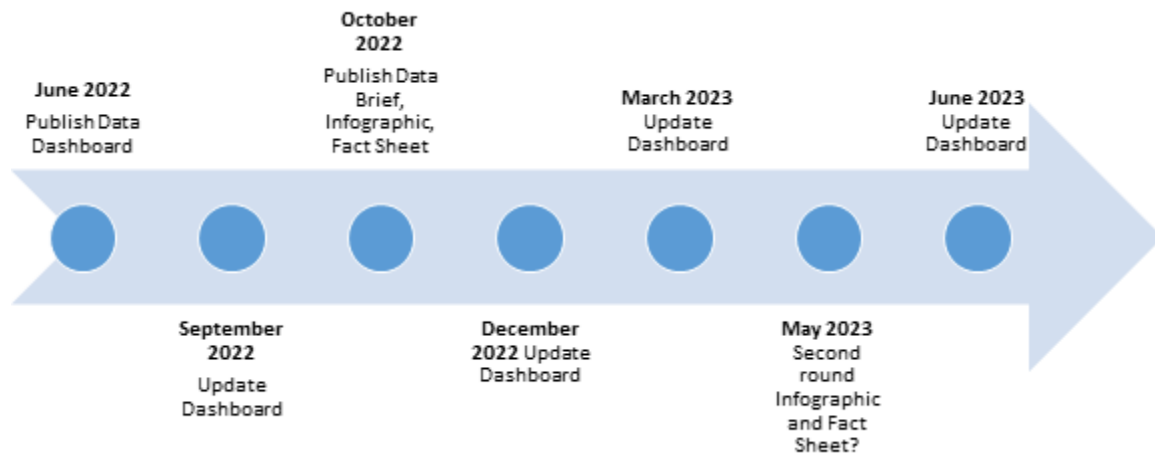 June 2022
Publish Data
Dashboard
September
2022
Update
Dashboard
October
2022
Publish Data
Brief,
Infographic,
Fact Sheet
December
2022 Update
Dashboard
March 2023
Update
Dashboard
May 2023
Second
round
Infographic
and Fact
Sheet?
June 2023
Update
Dashboard